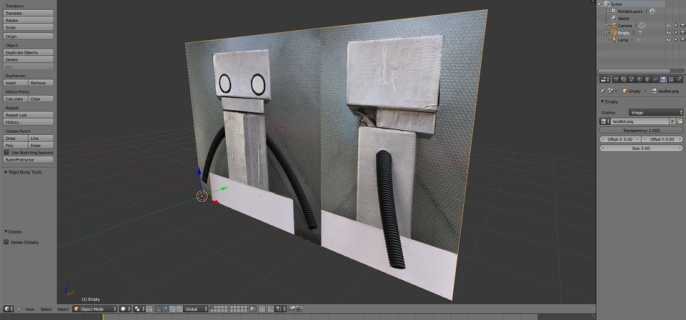 Transform
Translate
Rotate
Scale
Origin
Object
Duplicate Objects
Delete
Keyframes:
Insert
Remove
Motion Paths:
Calculate
Clear
Repeat:
Repeat Last
History...
Grease Pencil:
Draw
Line
Poly
Erase
Use Sketching Sessions
Ruler/Protractor
Rigid Body Tools
Delete
Delete Globally
(1) Empty
View
Select
Object
Object Mode
Global
Scene
RenderLayers
World
Camera
Empty
Lamp
Empty
Empty
Display:
Image
Transparency: 1.000
Offset X: 0.00
Offset Y: 0.00
Size: 5.00